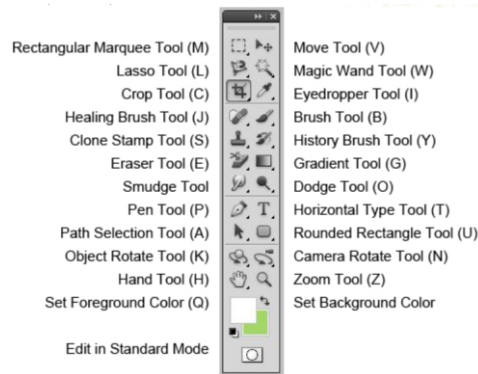 Rectangular Marquee Tool (M)
Move Tool (V)
Lasso Tool (L)
Magic Wand Tool (W)
Crop Tool (C)
Eyedropper Tool (I)
Healing Brush Tool (J)
Brush Tool (B)
Clone Stamp Tool (S)
History Brush Tool (Y)
Eraser Tool (E)
Gradient Tool (G)
Smudge Tool
Dodge Tool (O)
Pen Tool (P)
Horizontal Type Tool (T)
Path Selection Tool (A)
Rounded Rectangle Tool (U)
Object Rotate Tool (K)
Camera Rotate Tool (N)
Hand Tool (H)
Zoom Tool (Z)
Set Foreground Color (Q)
Set Background Color
Edit in Standard Mode